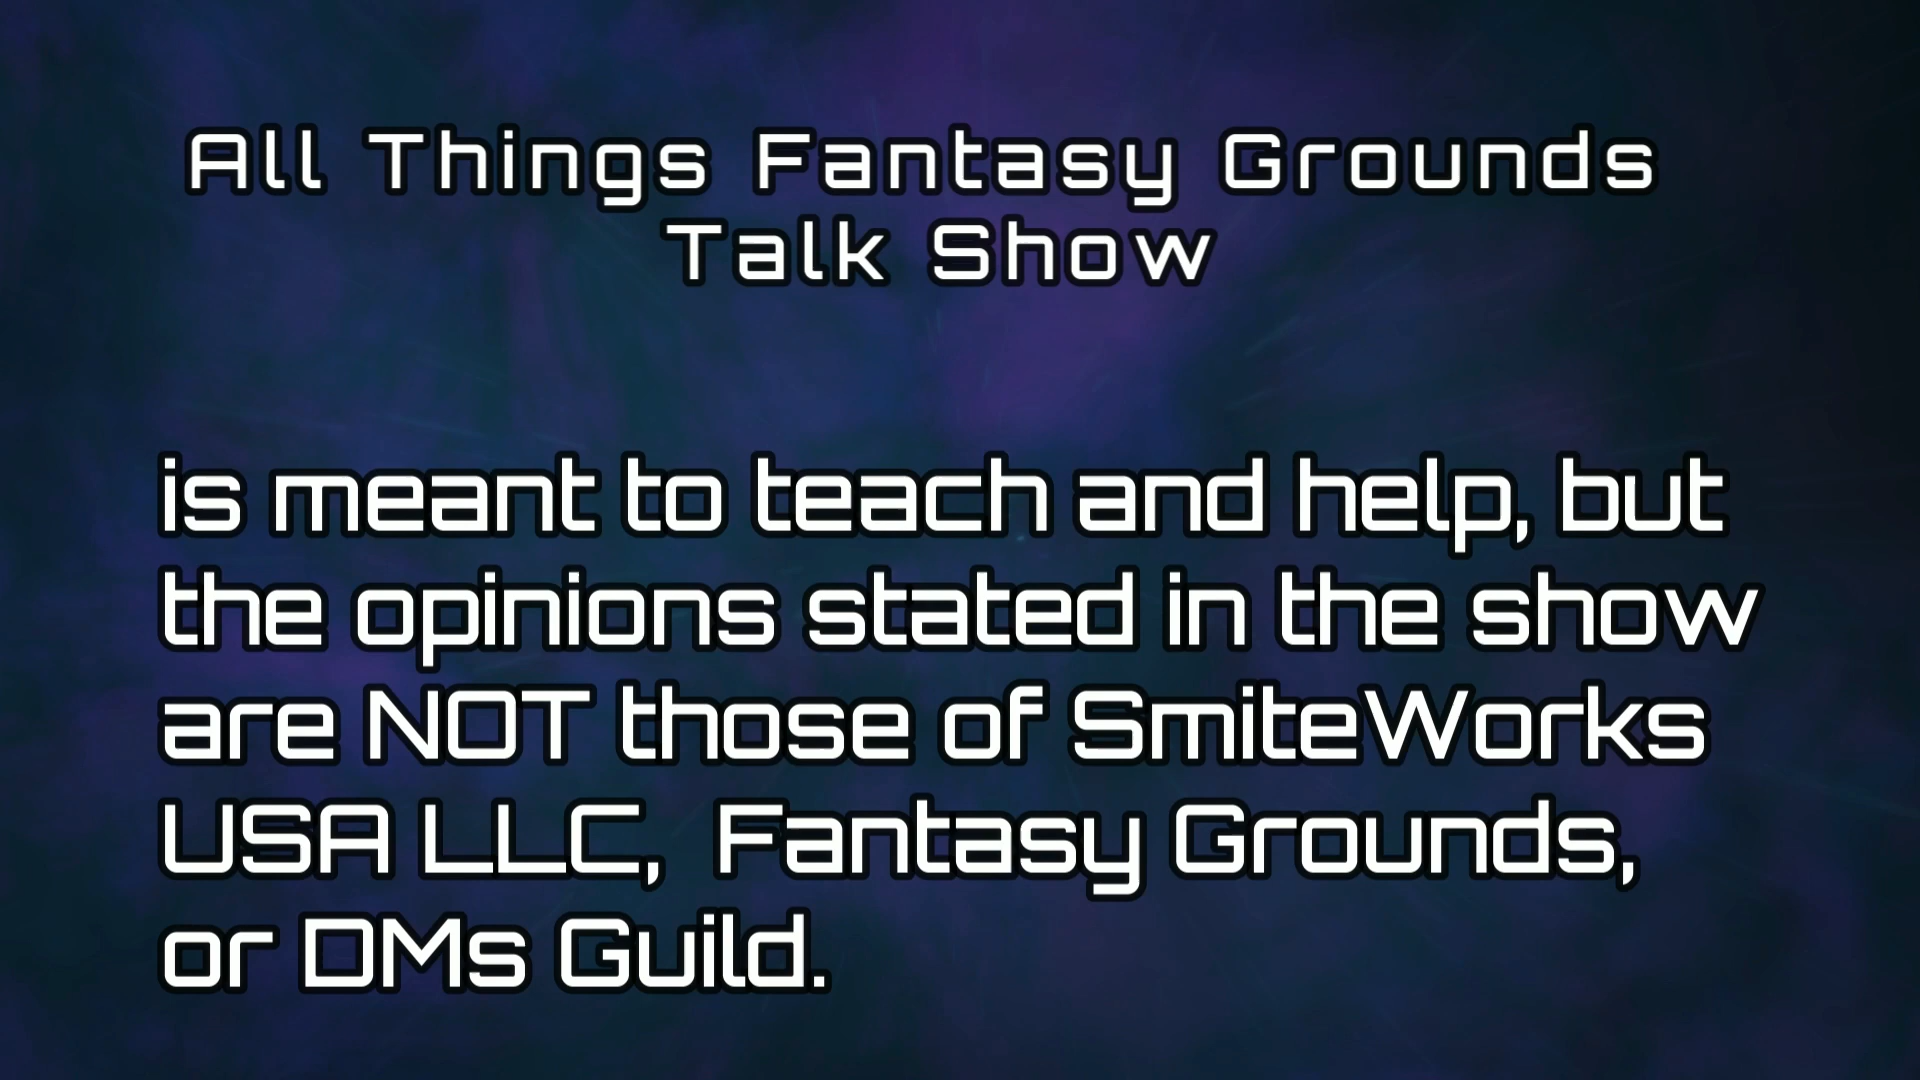 All Things Fantasy Grounds
Talk Show
is meant to teach and help, but
the opinions stated in the show
are NOT those of SmiteWorks
USA LLC,  Fantasy Grounds,
or DMs Guild.